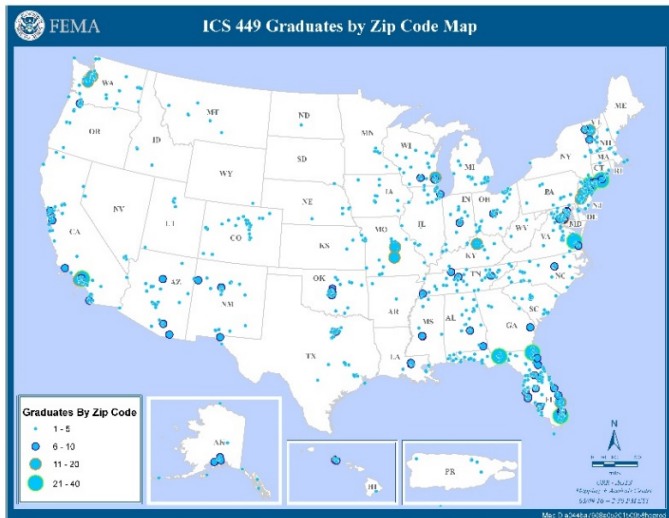 FEMA
ICS 449 Graduates by Zip Code Map
WA
MT
ND
MN
ME
OR
ID
SD
WI
MI
VT
NH
NY
MA
CT
RI
WY
IA
NE
PA
NJ
NV
UT
CO
IL
IN
OH
DE
MD
CA
KS
MO
WV
VA
KY
AZ
NM
OK
AR
TN
NC
SC
MS
AL
GA
TX
LA
FL
Graduates By Zip Code
1 - 5
6 - 10
11 - 20
21 - 40
AK
HI
PR
N